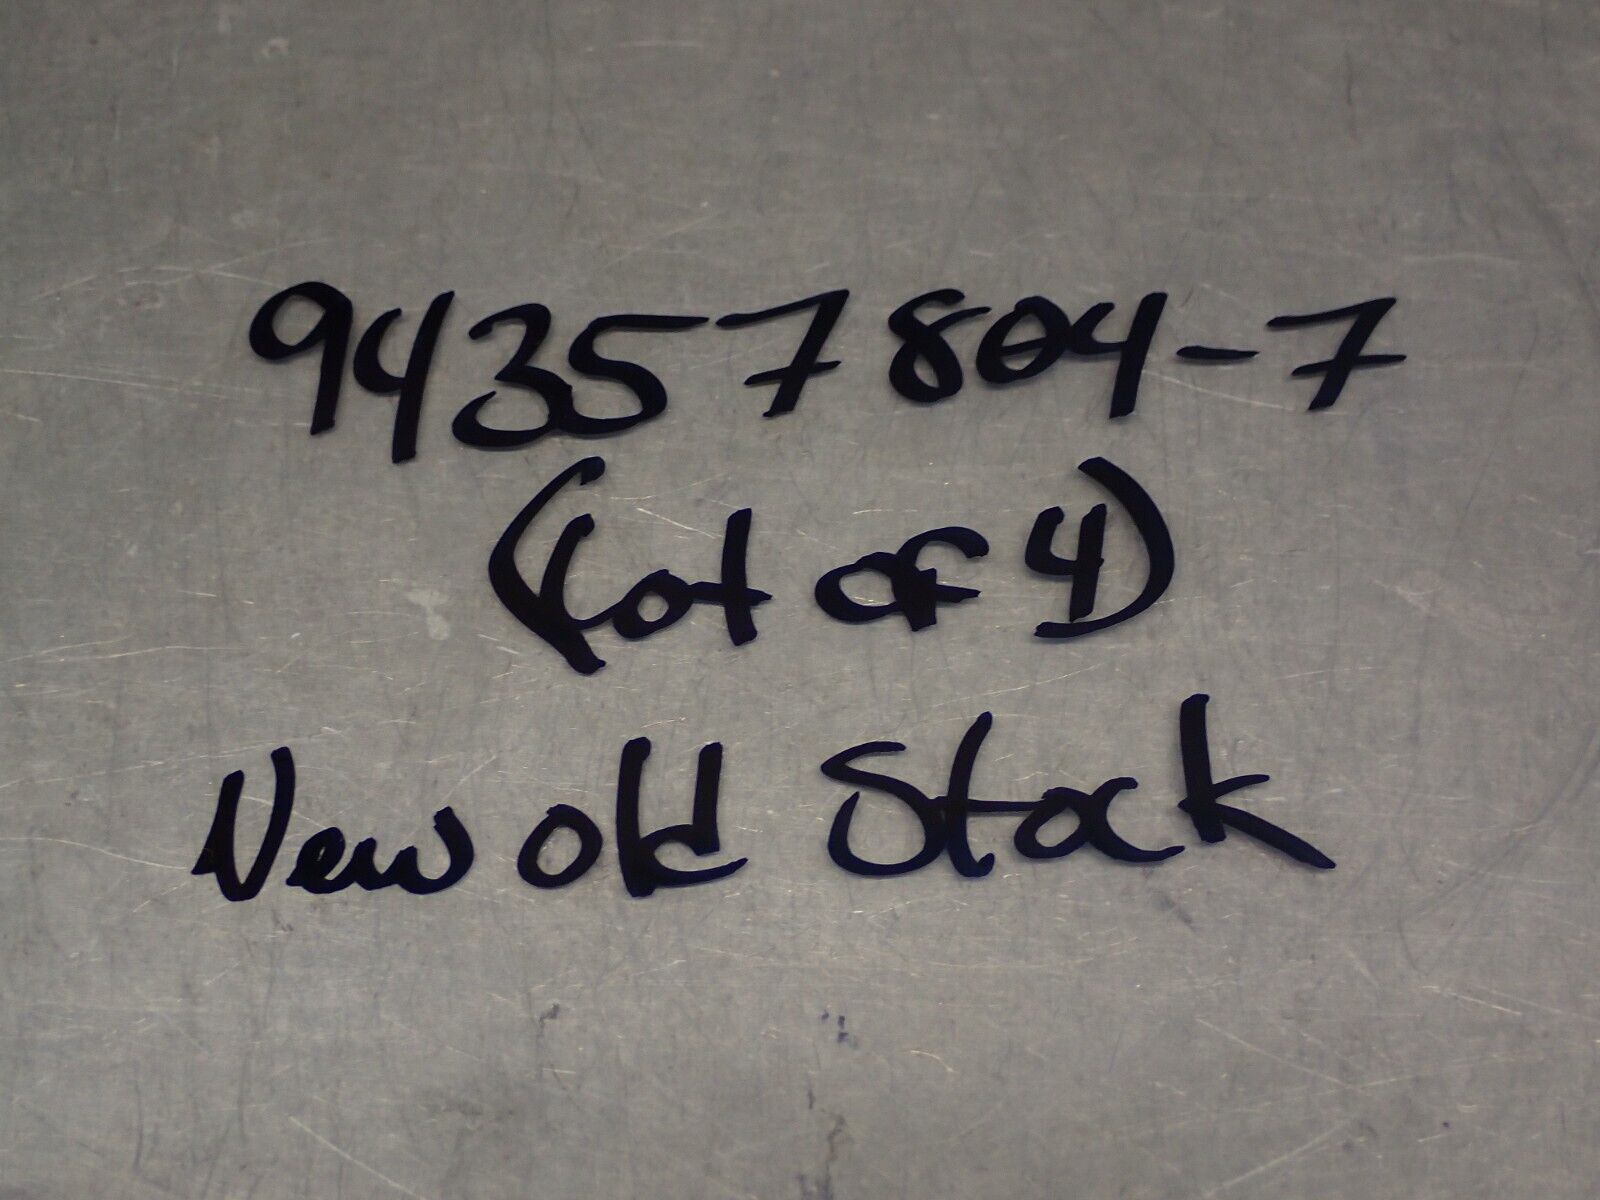 94357804-7
(Lot of 4)
New old Stock